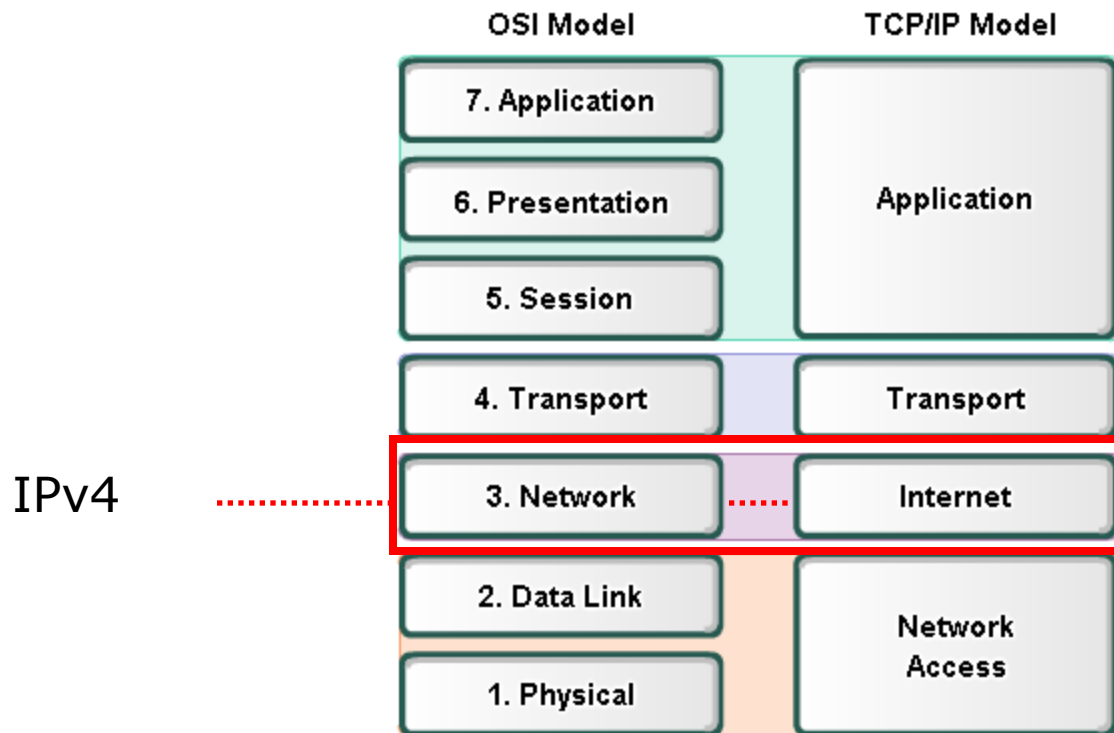 OSI Model
TCP/IP Model
7. Application
6. Presentation
Application
5. Session
4. Transport
Transport
IPv4
3. Network
Internet
2. Data Link
Network
Access
1. Physical